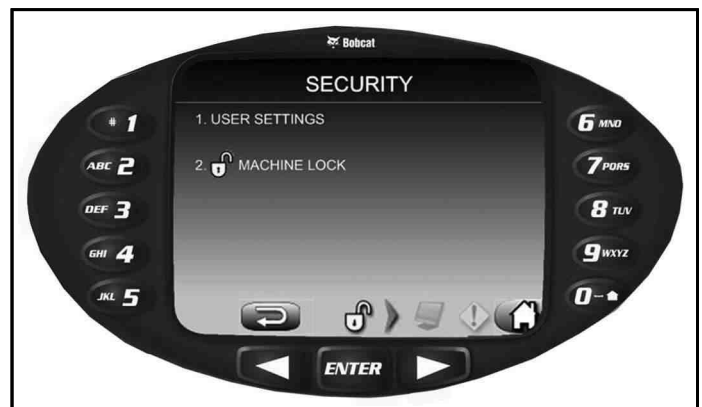 Bobcat
SECURITY
1. USER SETTINGS
2. MACHINE LOCK
# 1
ABC 2
DEF 3
GHI 4
JKL 5
6 MNO
7 PQRS
8 TUV
9 WXYZ
0-
ENTER